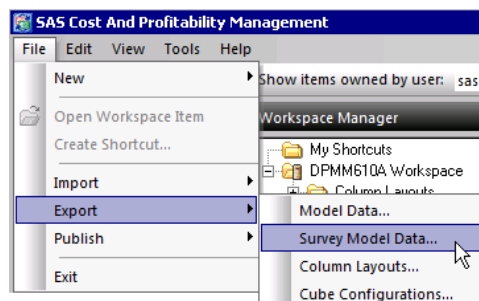 SAS Cost And Profitability Management
File Edit View Tools Help
New
Show items owned by user: sas
Open Workspace Item
Workspace Manager
Create Shortcut...
My Shortcuts
DPMM610A Workspace
Import
Column Layouts
Export
Model Data...
Publish
Survey Model Data...
Column Layouts...
Exit
Cube Configurations...